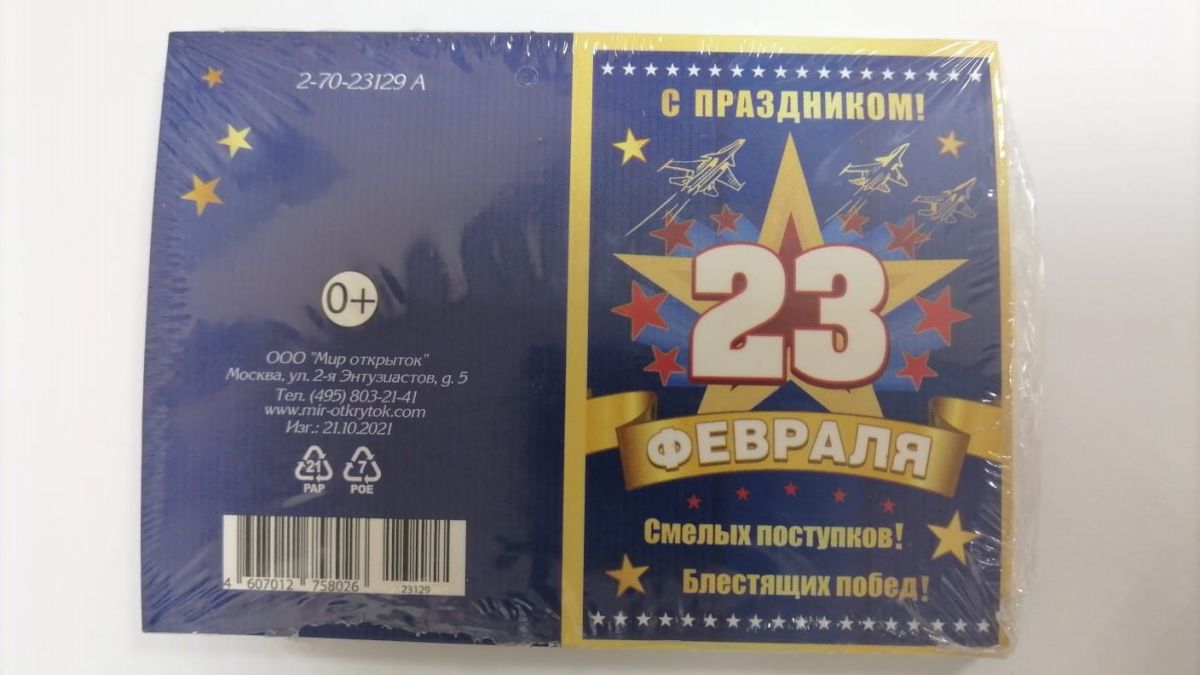 2-70-23129 А
0+
ООО "Мир открыток"
Москва, ул. 2-я Энтузиастов, д. 5
Тел. (495) 803-21-41
www.mir-otkrytok.com
Изг.: 21.10.2021
21 7
PAP POE
4 607012 758026 23129
С ПРАЗДНИКОМ!
23
ФЕВРАЛЯ
Смелых поступков!
Блестящих побед!